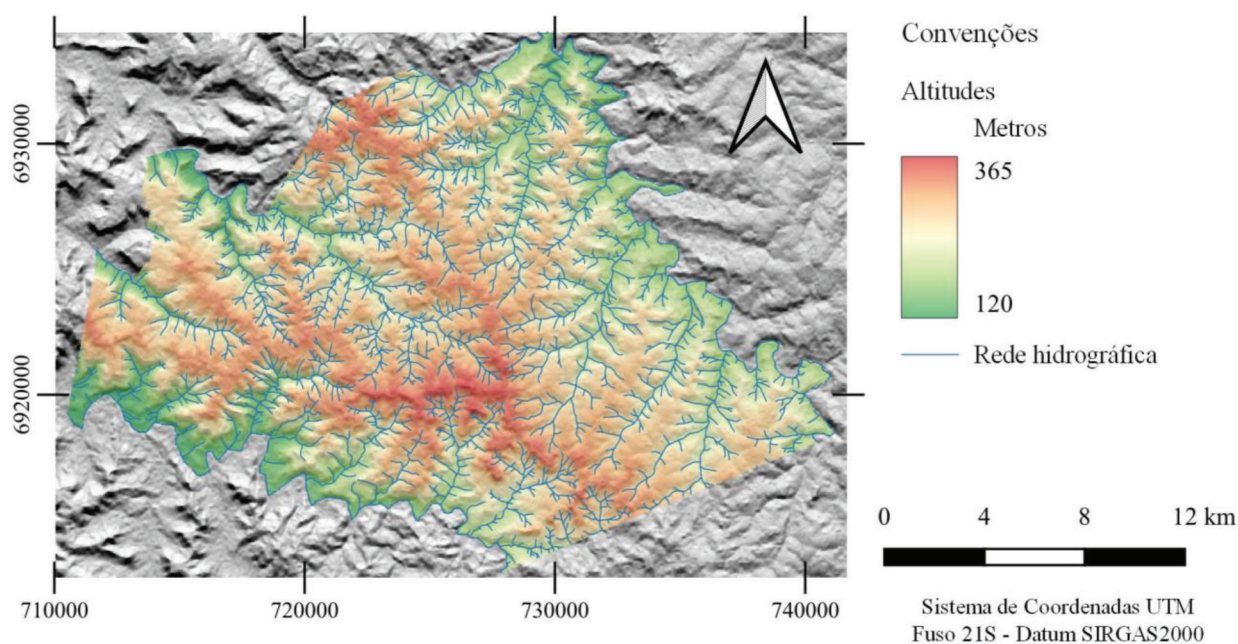 Convenções
Altitudes
Metros
365
120
Rede hidrográfica
6930000
6920000
710000
720000
730000
740000
0 4 8 12 km
Sistema de Coordenadas UTM
Fuso 21S - Datum SIRGAS2000